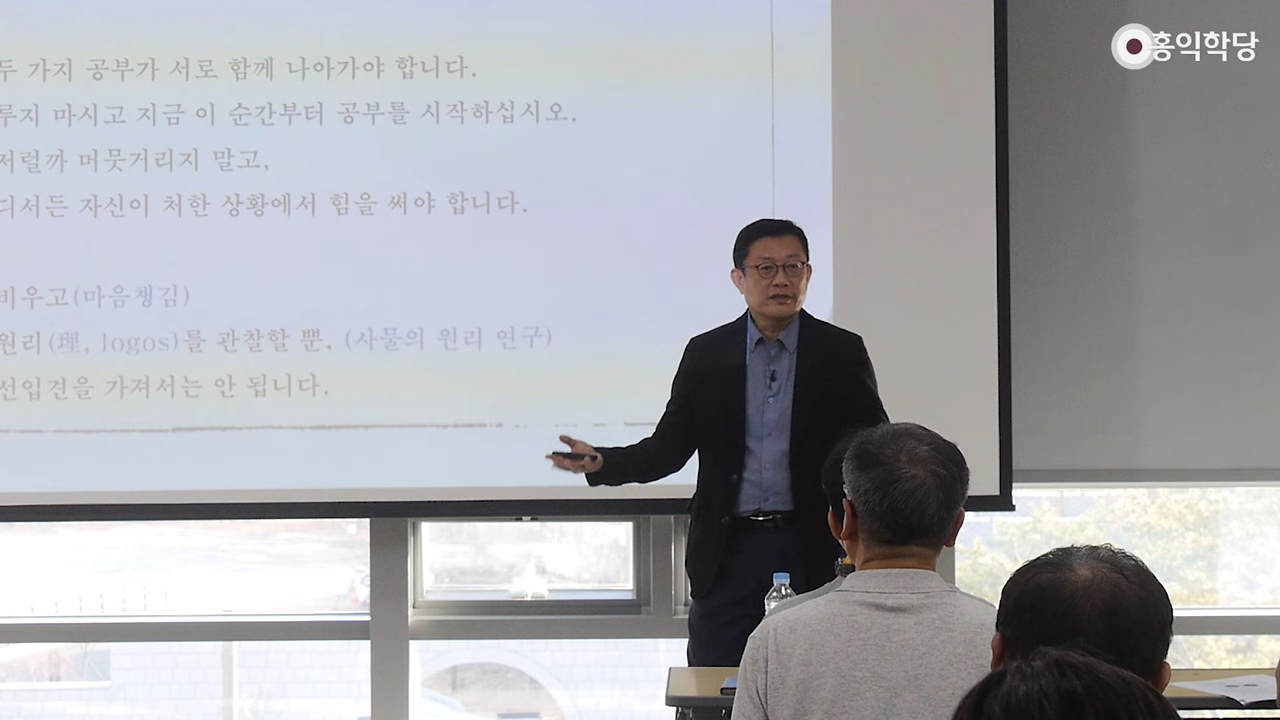 홍익학당
두 가지 공부가 서로 함께 나아가야 합니다.
루지 마시고 지금 이 순간부터 공부를 시작하십시오.
저럴까 머뭇거리지 말고,
디서든 자신이 처한 상황에서 힘을 써야 합니다.
비우고(마음챙김)
원리(理, logos)를 관찰할 뿐, (사물의 원리 연구)
선입견을 가져서는 안 됩니다.